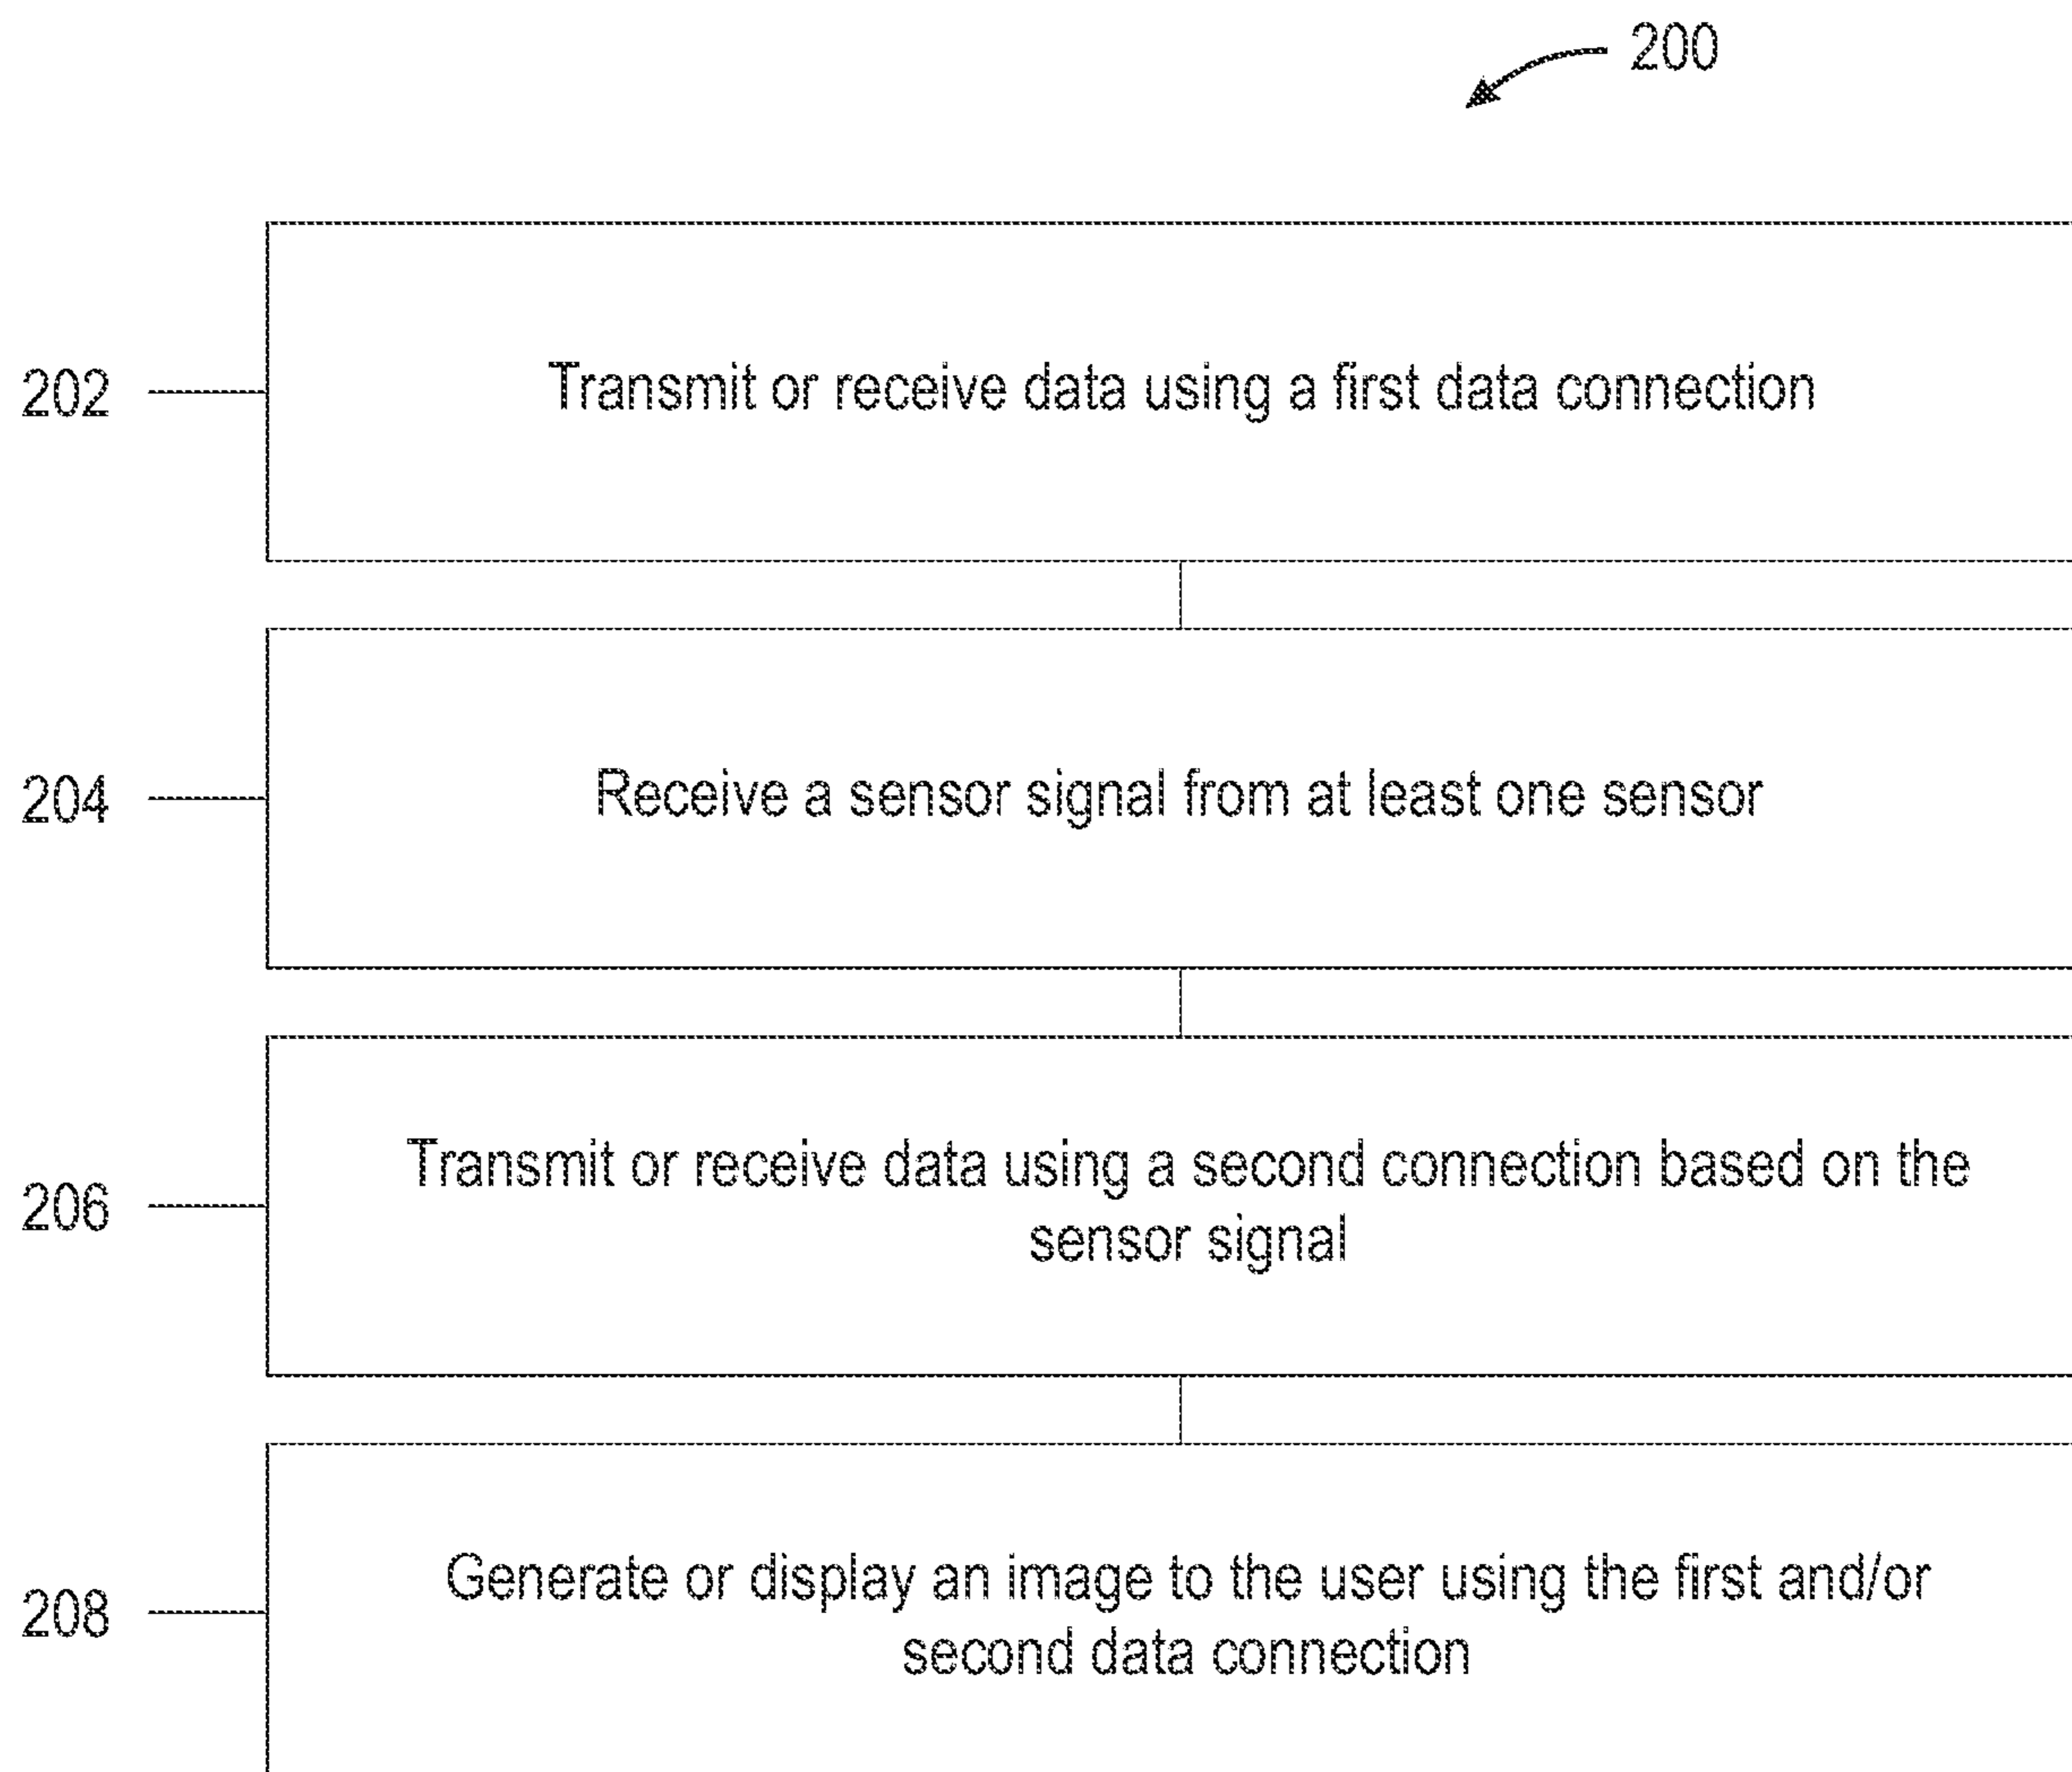 200
202
Transmit or receive data using a first data connection
204
Receive a sensor signal from at least one sensor
206
Transmit or receive data using a second connection based on the
sensor signal
208
Generate or display an image to the user using the first and/or
second data connection